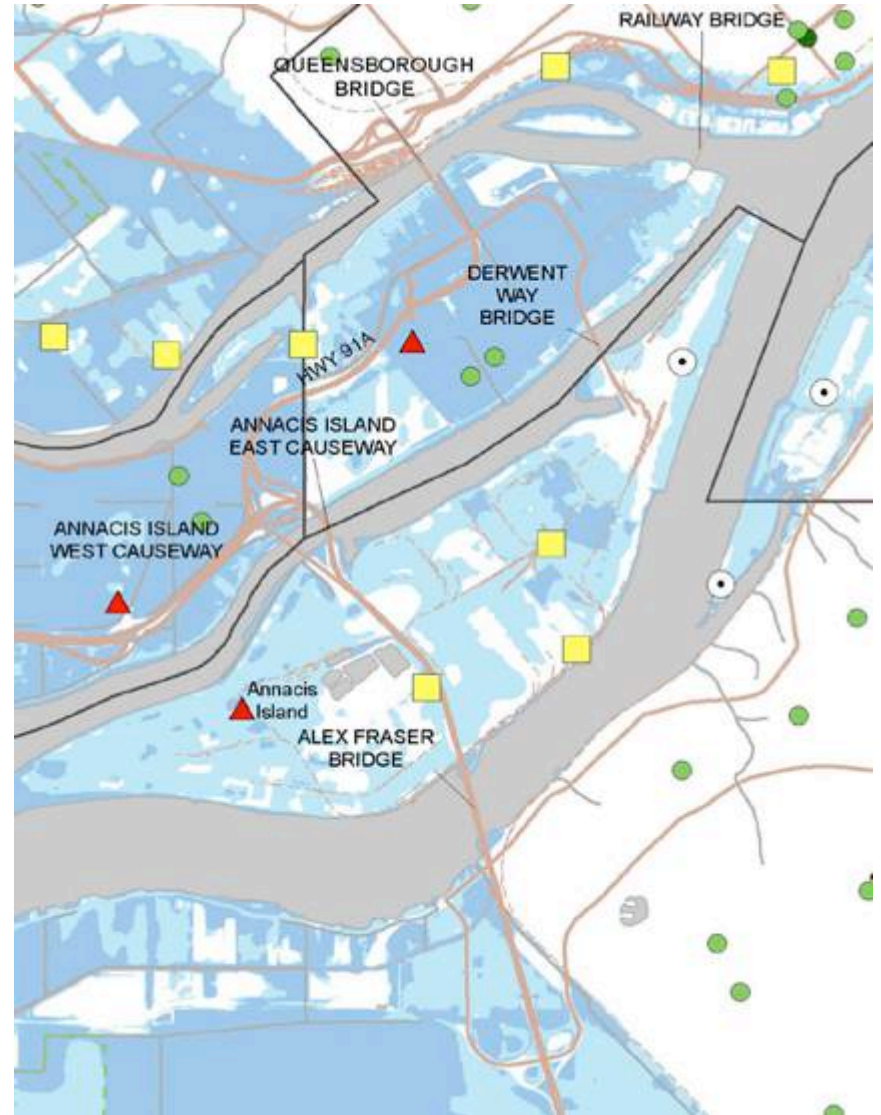 RAILWAY BRIDGE
QUEENSBOROUGH
BRIDGE
DERWENT
WAY
BRIDGE
HWY 91A
ANNACIS ISLAND
EAST CAUSEWAY
ANNACIS ISLAND
WEST CAUSEWAY
Annacis
Island
ALEX FRASER
BRIDGE